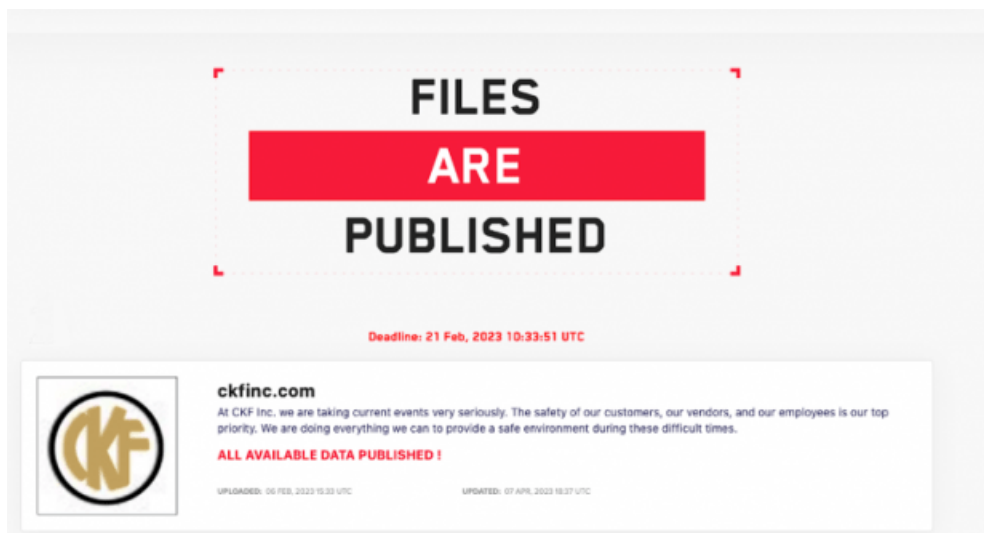 FILES
ARE
PUBLISHED
Deadline: 21 Feb, 2023 10:33:51 UTC
CKF
ckfinc.com
At CKF Inc. we are taking current events very seriously. The safety of our customers, our vendors, and our employees is our top
priority. We are doing everything we can to provide a safe environment during these difficult times.
ALL AVAILABLE DATA PUBLISHED !
UPLOADED: 06 FEB, 2023 15:33 UTC UPDATED: 07 APR, 2023 18:37 UTC